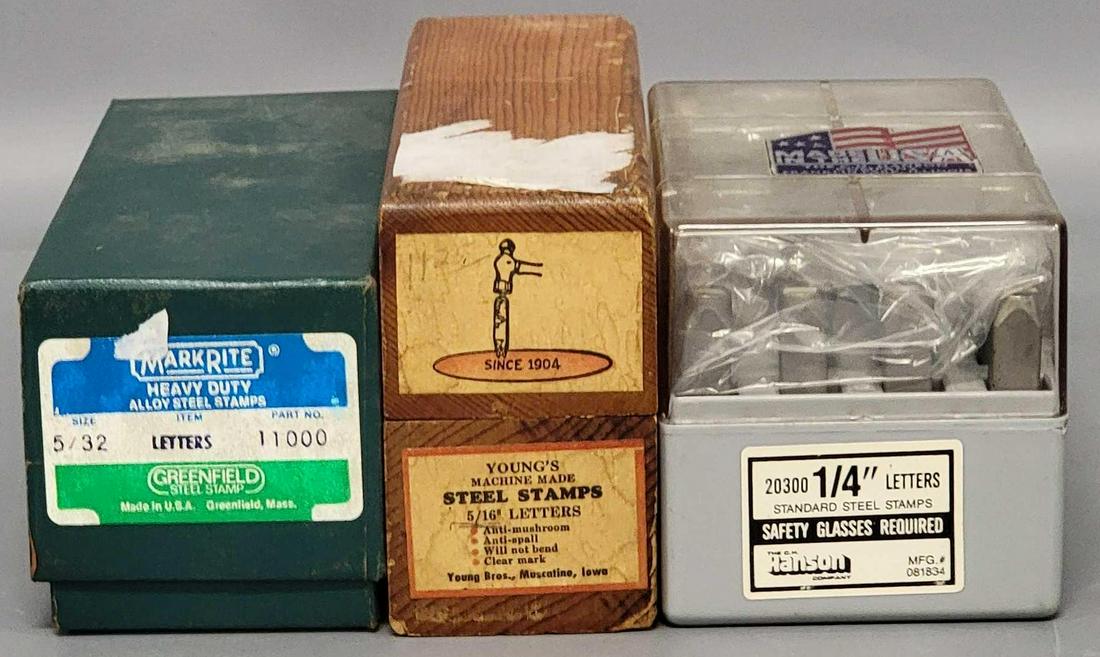 MARKRITE ®
HEAVY DUTY
ALLOY STEEL STAMPS
SIZE ITEM PART NO.
5/32 LETTERS 11000
GREENFIELD
STEEL STAMP
Made in U.S.A. Greenfield, Mass.
SINCE 1904
YOUNG'S
MACHINE MADE
STEEL STAMPS
5/16" LETTERS
Anti-mushroom
Anti-spall
Will not bend
Clear mark
Young Bros., Muscatine, Iowa
MADE IN USA
20300 1/4" LETTERS
STANDARD STEEL STAMPS
SAFETY GLASSES REQUIRED
THE C.H.
Hanson
COMPANY
MFG.#
081834